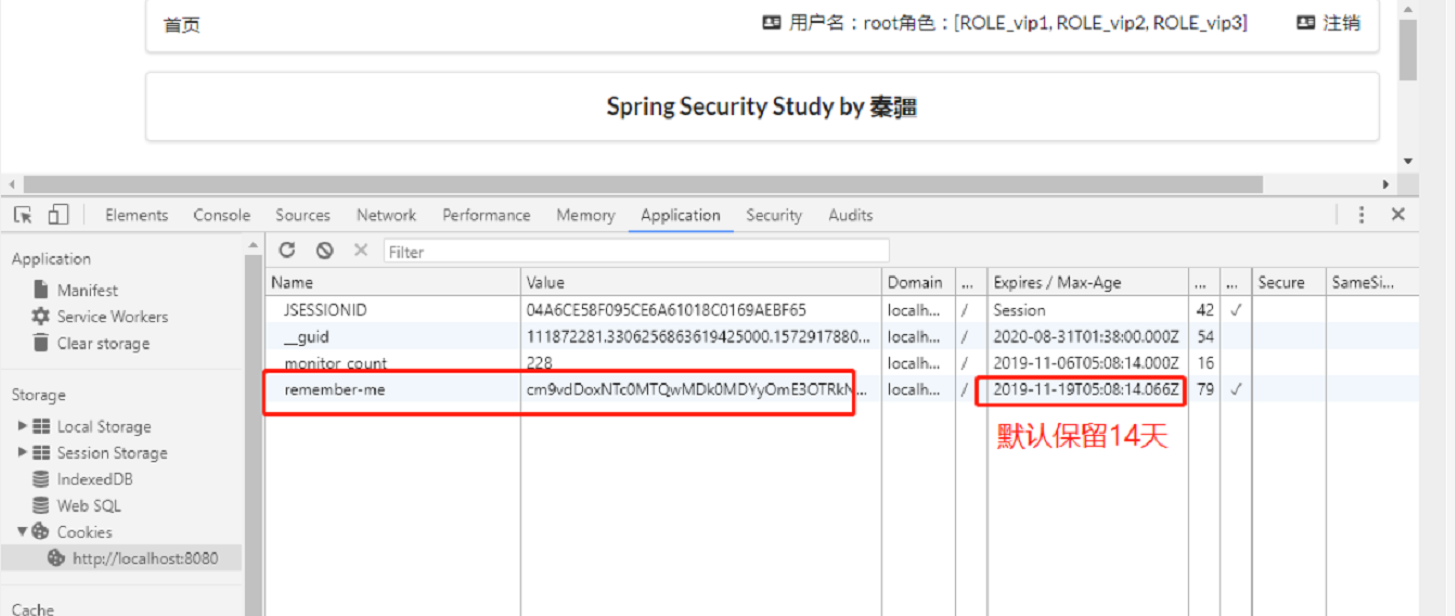 首页 用户名：root角色：[ROLE_vip1, ROLE_vip2, ROLE_vip3] 注销
Spring Security Study by 秦疆
Elements Console Sources Network Performance Memory Application Security Audits
Application
Manifest
Service Workers
Clear storage
Storage
Local Storage
Session Storage
IndexedDB
Web SQL
Cookies
http://localhost:8080
Cache
Filter
Name Value Domain ... Expires / Max-Age ... ... Secure SameSi...
JSESSIONID 04A6CE58F095CE6A61018C0169AEBF65 localh... / Session 42 ✓
__guid 111872281.3306256863619425000.1572917880... localh... / 2020-08-31T01:38:00.000Z 54
monitor_count 228 localh... / 2019-11-06T05:08:14.000Z 16
remember-me cm9vdDoxNTc0MTQwMDk0MDYyOmE3OTRkN... localh... / 2019-11-19T05:08:14.066Z 79 ✓
默认保留14天